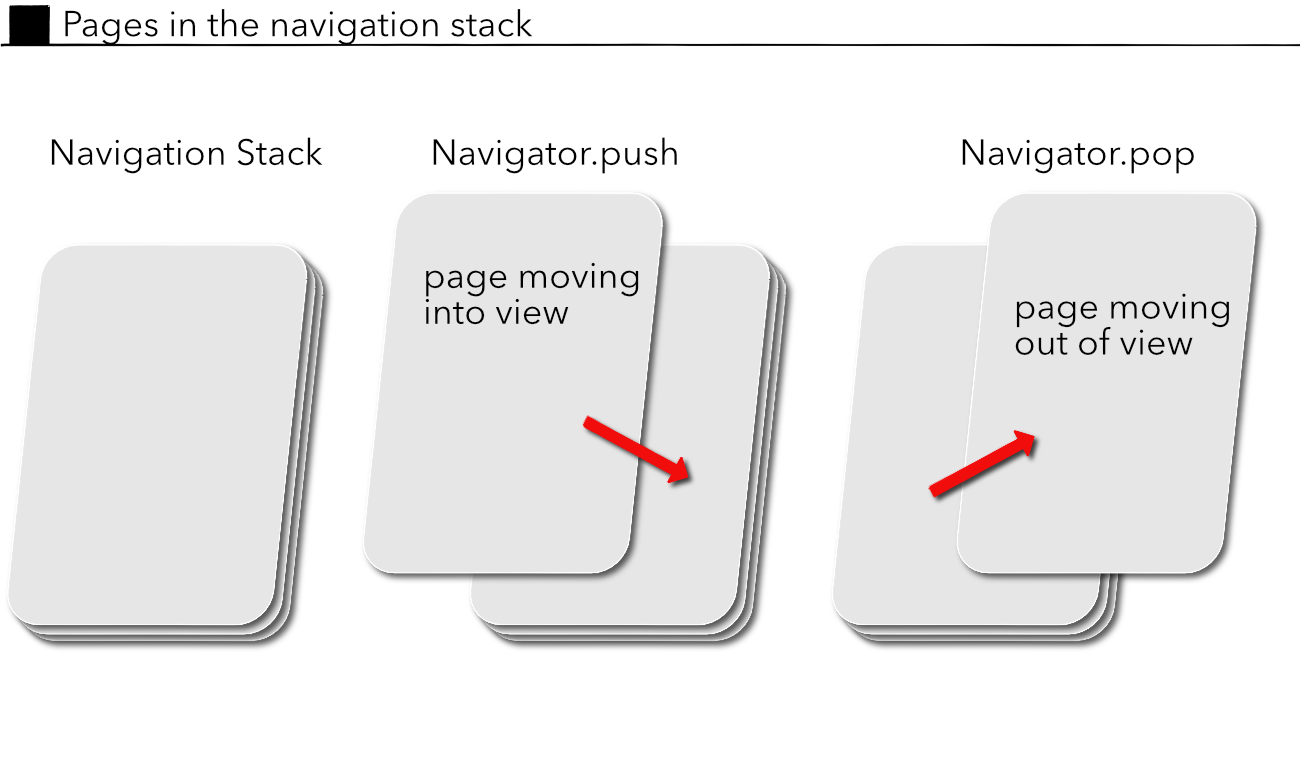 Pages in the navigation stack
Navigation Stack
Navigator.push
Navigator.pop
page moving
into view
page moving
out of view